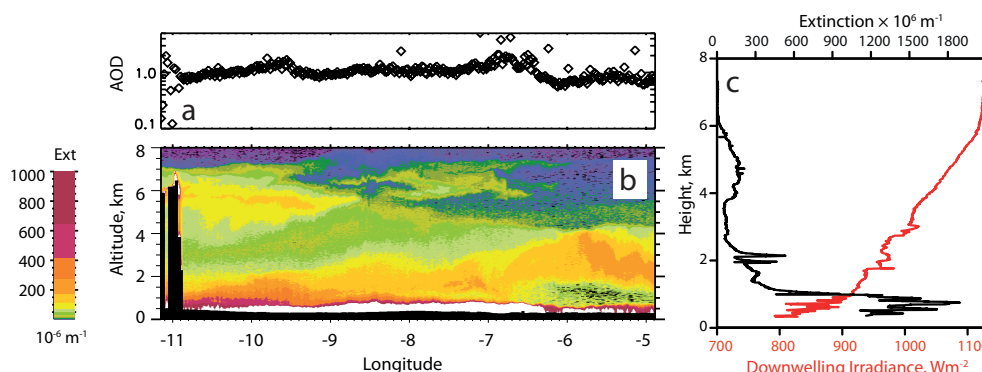 Extinction × 10⁶ m⁻¹
0 300 600 900 1200 1500 1800
AOD
1.0
0.1
a
8
6
4
2
0
Altitude, km
b
-11 -10 -9 -8 -7 -6 -5
Longitude
Ext
1000
800
600
400
200
10⁻⁶ m⁻¹
c
8
6
4
2
0
Height, km
700 800 900 1000 110
Downwelling Irradiance, Wm⁻²